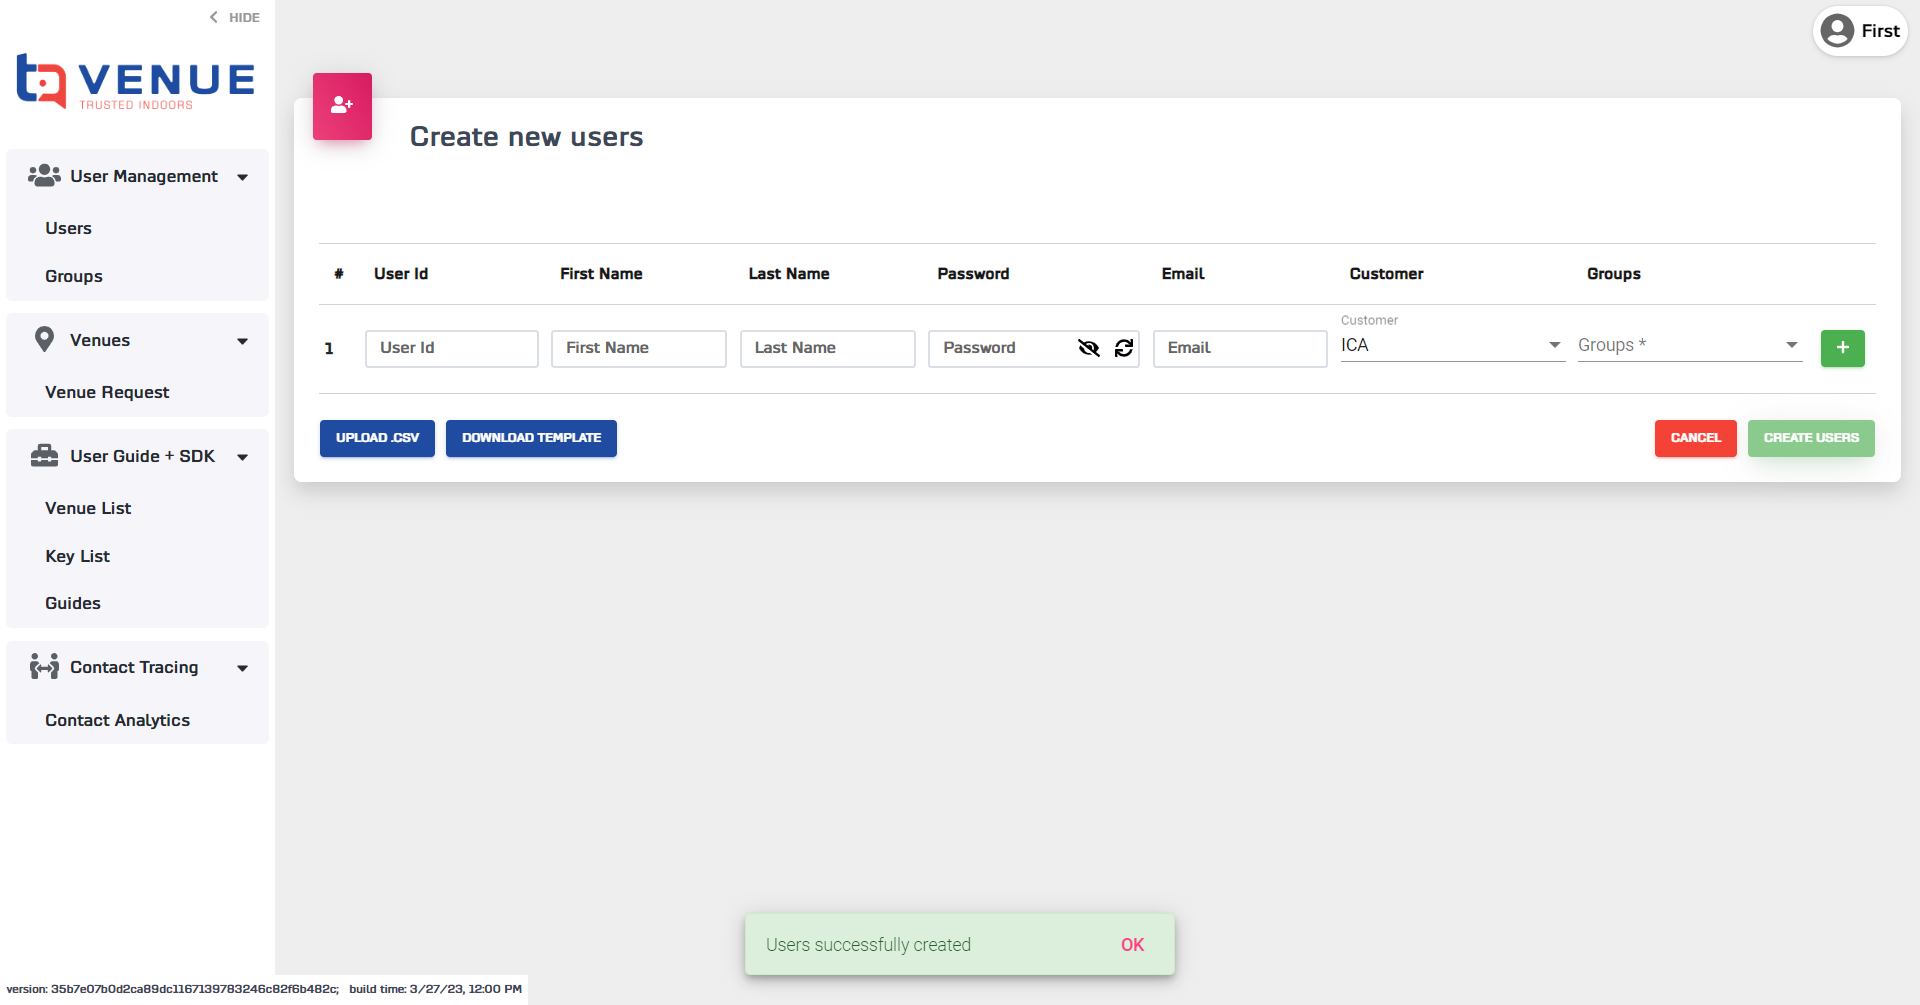 HIDE
VENUE
TRUSTED INDOORS
First
Create new users
User Management
Users
Groups
Venues
Venue Request
User Guide + SDK
Venue List
Key List
Guides
Contact Tracing
Contact Analytics
# User Id First Name Last Name Password Email Customer Groups
Customer
1 User Id First Name Last Name Password Email ICA Groups * +
UPLOAD .CSV DOWNLOAD TEMPLATE CANCEL CREATE USERS
Users successfully created OK
version: 35b7e07b0d2ca89dc1167139783246c82f6b482c; build time: 3/27/23, 12:00 PM